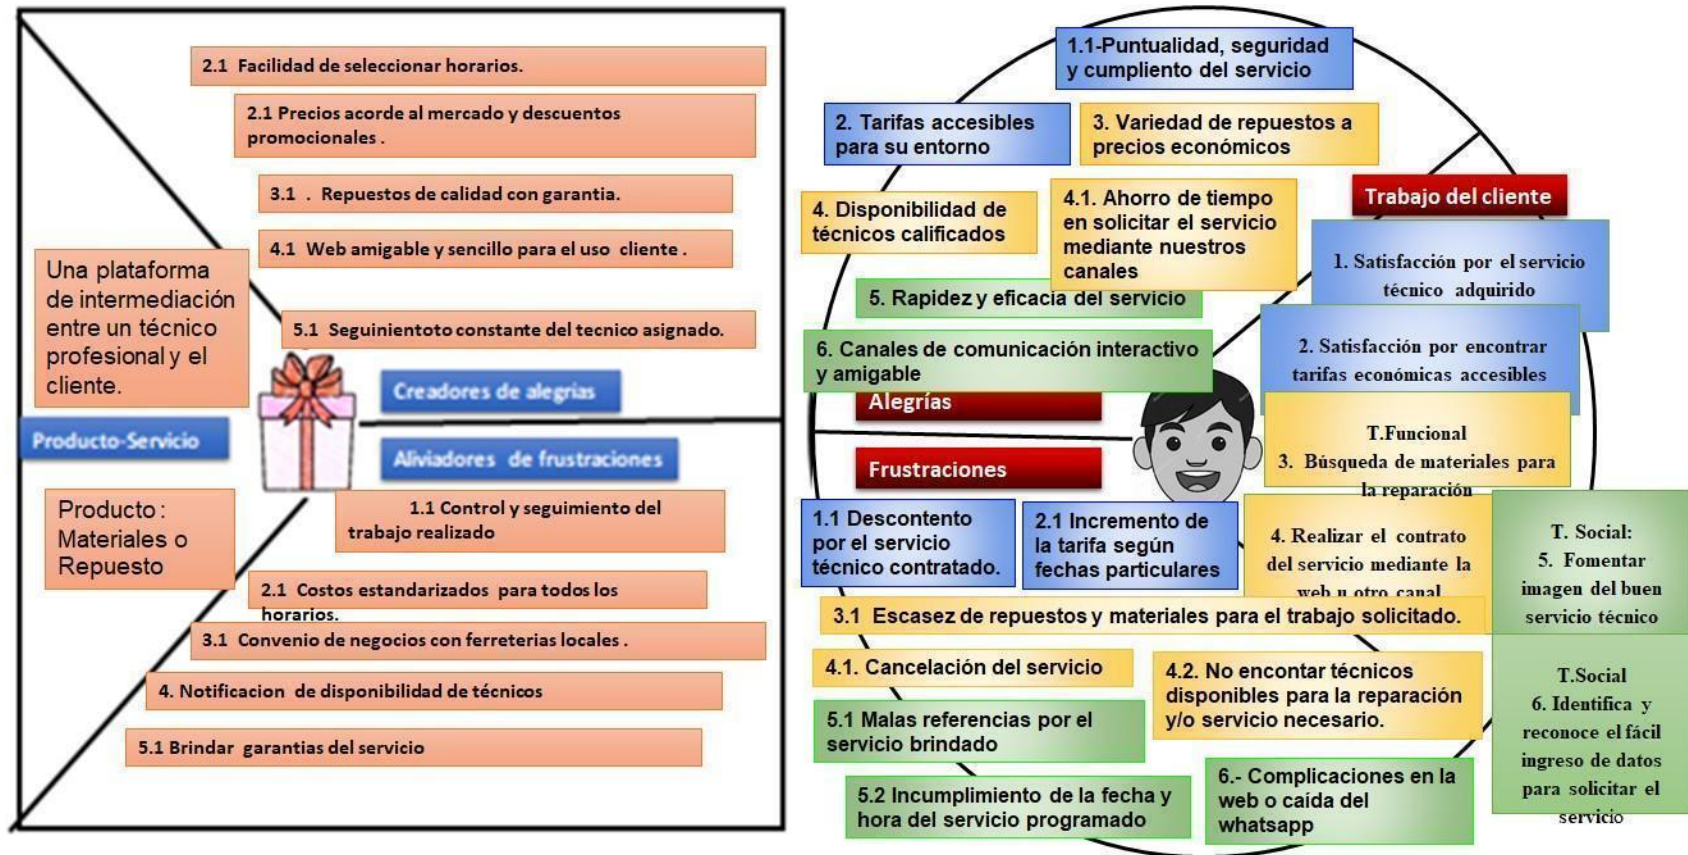 2.1 Facilidad de seleccionar horarios.
2.1 Precios acorde al mercado y descuentos
promocionales .
3.1 . Repuestos de calidad con garantia.
4.1 Web amigable y sencillo para el uso cliente .
5.1 Seguinientoto constante del tecnico asignado.
Una plataforma
de intermediación
entre un técnico
profesional y el
cliente.
Creadores de alegrias
Producto-Servicio
Aliviadores de frustraciones
Producto :
Materiales o
Repuesto
1.1 Control y seguimiento del
trabajo realizado
2.1 Costos estandarizados para todos los
horarios.
3.1 Convenio de negocios con ferreterias locales .
4. Notificacion de disponibilidad de técnicos
5.1 Brindar garantias del servicio
1.1-Puntualidad, seguridad
y cumpliento del servicio
2. Tarifas accesibles
para su entorno
3. Variedad de repuestos a
precios económicos
4. Disponibilidad de
técnicos calificados
4.1. Ahorro de tiempo
en solicitar el servicio
mediante nuestros
canales
5. Rapidez y eficacia del servicio
6. Canales de comunicación interactivo
y amigable
Alegrías
Frustraciones
1.1 Descontento
por el servicio
técnico contratado.
2.1 Incremento de
la tarifa según
fechas particulares
3.1 Escasez de repuestos y materiales para el trabajo solicitado.
4.1. Cancelación del servicio
4.2. No encontar técnicos
disponibles para la reparación
y/o servicio necesario.
5.1 Malas referencias por el
servicio brindado
5.2 Incumplimiento de la fecha y
hora del servicio programado
6.- Complicaciones en la
web o caída del
whatsapp
Trabajo del cliente
1. Satisfacción por el servicio
técnico adquirido
2. Satisfacción por encontrar
tarifas económicas accesibles
T.Funcional
3. Búsqueda de materiales para
la reparación
4. Realizar el contrato
del servicio mediante la
web u otro canal
T. Social:
5. Fomentar
imagen del buen
servicio técnico
T.Social
6. Identifica y
reconoce el fácil
ingreso de datos
para solicitar el
servicio